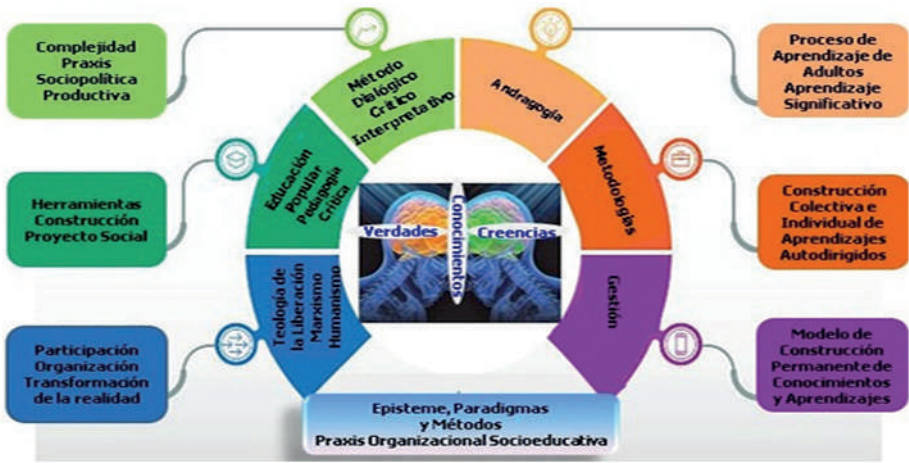 Complejidad
Praxis
Sociopolítica
Productiva
Herramientas
Construcción
Proyecto Social
Participación
Organización
Transformación
de la realidad
Teología de
la Liberación
Marxismo
Humanismo
Educación
Popular
Pedagogía
Crítica
Método
Dialógico
Crítico
Interpretativo
Andragogía
Metodologías
Gestión
Verdades
Conocimientos
Creencias
Proceso de
Aprendizaje de
Adultos
Aprendizaje
Significativo
Construcción
Colectiva e
Individual de
Aprendizajes
Autodirigidos
Modelo de
Construcción
Permanente de
Conocimientos
y Aprendizajes
Episteme, Paradigmas
y Métodos
Praxis Organizacional Socioeducativa